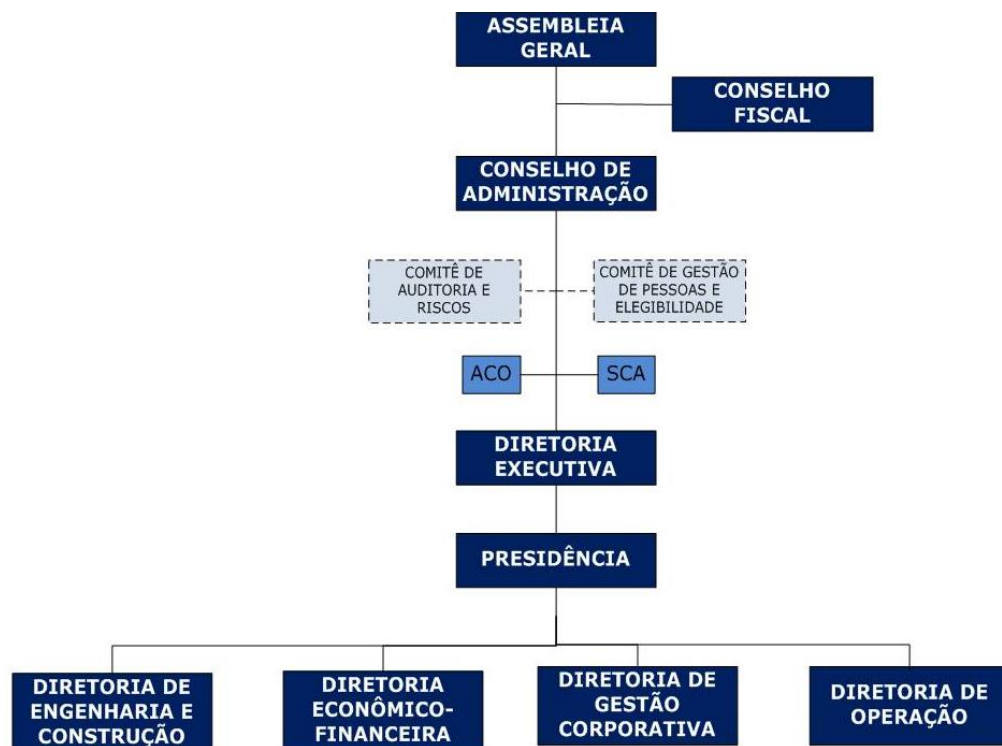 ASSEMBLEIA
GERAL
CONSELHO
FISCAL
CONSELHO DE
ADMINISTRAÇÃO
COMITÊ DE
AUDITORIA E
RISCOS
COMITÊ DE GESTÃO
DE PESSOAS E
ELEGIBILIDADE
ACO
SCA
DIRETORIA
EXECUTIVA
PRESIDÊNCIA
DIRETORIA DE
ENGENHARIA E
CONSTRUÇÃO
DIRETORIA
ECONÔMICO-
FINANCEIRA
DIRETORIA DE
GESTÃO
CORPORATIVA
DIRETORIA DE
OPERAÇÃO